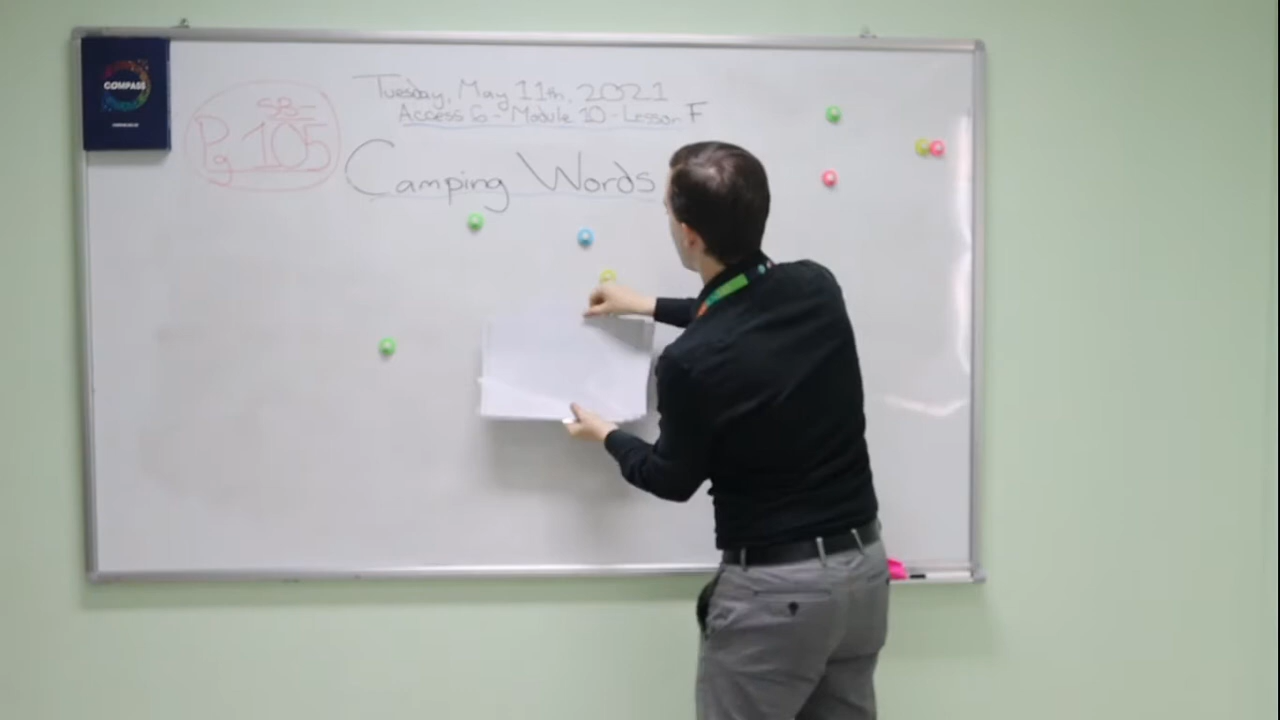 COMPASS
SB-
Pg 105
Tuesday, May 11th, 2021
Access 6 - Module 10 - Lesson F
Camping Words